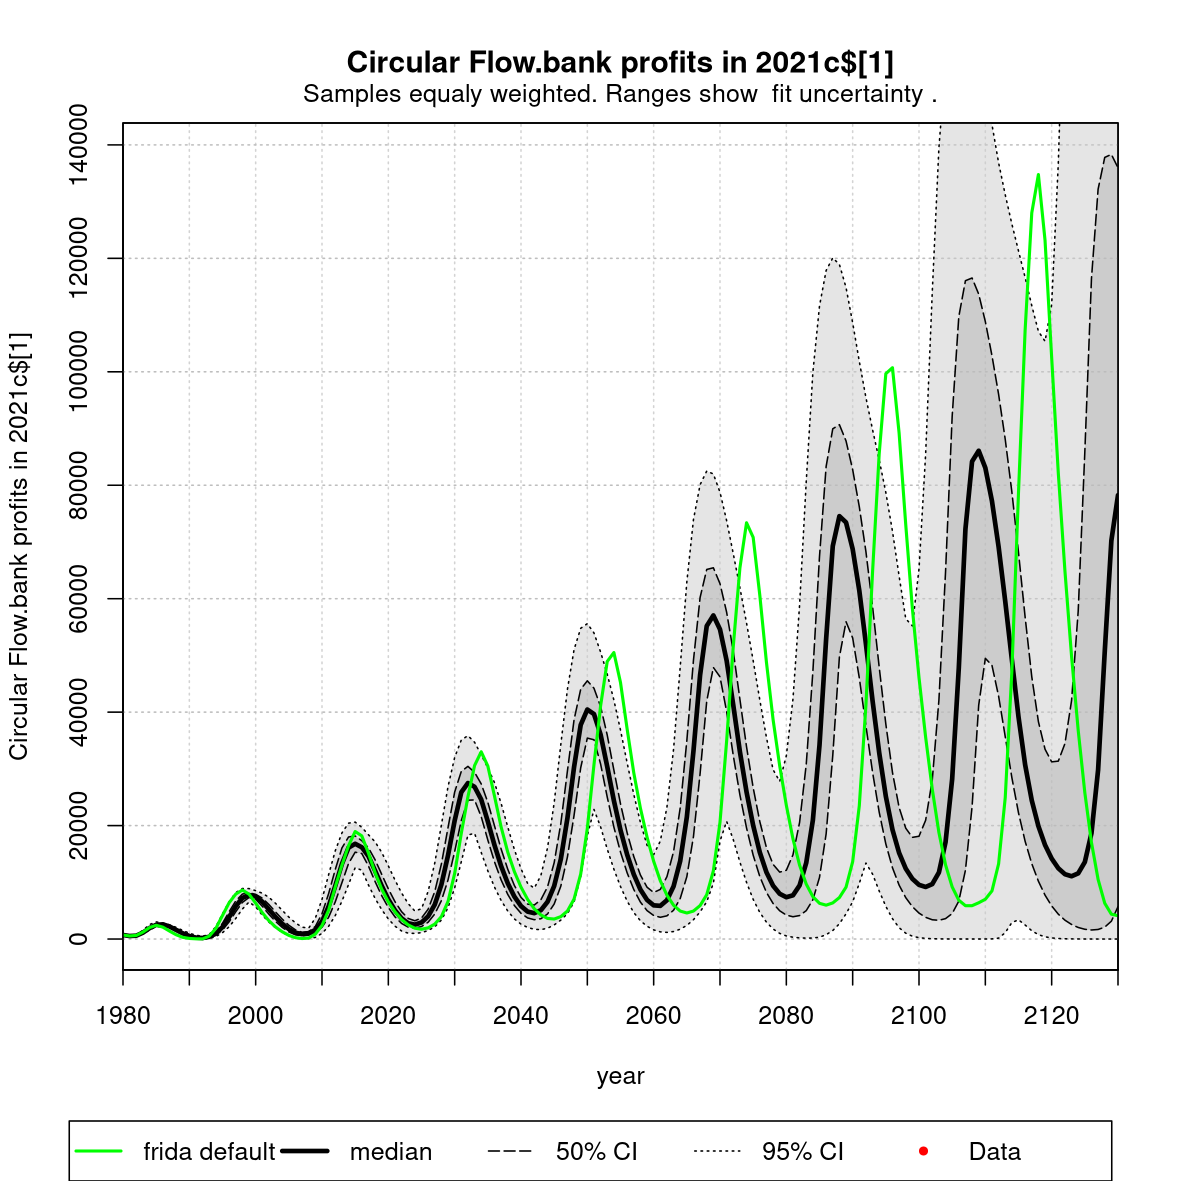 Circular Flow.bank profits in 2021c$[1]
Samples equaly weighted. Ranges show  fit uncertainty .
Circular Flow.bank profits in 2021c$[1]
140000
120000
100000
80000
60000
40000
20000
0
1980 2000 2020 2040 2060 2080 2100 2120
year
frida default median 50% CI 95% CI Data